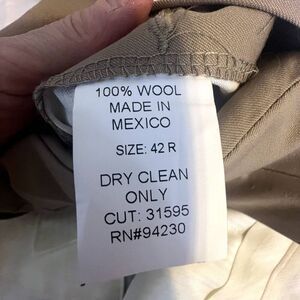 100% WOOL
MADE IN
MEXICO
SIZE: 42 R
DRY CLEAN
ONLY
CUT: 31595
RN#94230